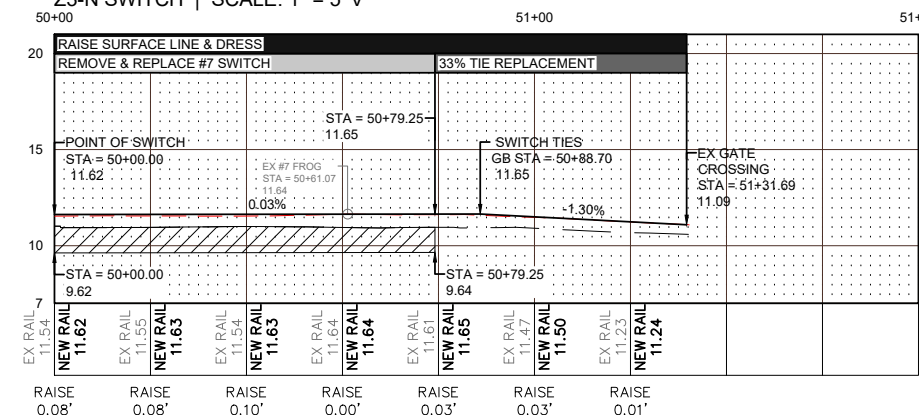 Z5-N SWITCH | SCALE: 1" = 5' V
50+00
51+00
20
RAISE SURFACE LINE & DRESS
REMOVE & REPLACE #7 SWITCH
33% TIE REPLACEMENT
STA = 50+79.25
11.65
15
POINT OF SWITCH
STA = 50+00.00
11.62
EX #7 FROG
STA = 50+61.07
11.64
SWITCH TIES
GB STA = 50+88.70
11.65
EX GATE
CROSSING
STA = 51+31.69
11.09
0.03%
-1.30%
10
STA = 50+00.00
9.62
STA = 50+79.25
9.64
7
EX RAIL
11.54
NEW RAIL
11.62
EX RAIL
11.55
NEW RAIL
11.63
EX RAIL
11.54
NEW RAIL
11.63
EX RAIL
11.64
NEW RAIL
11.64
EX RAIL
11.61
NEW RAIL
11.65
EX RAIL
11.47
NEW RAIL
11.50
EX RAIL
11.23
NEW RAIL
11.24
RAISE
0.08'
RAISE
0.08'
RAISE
0.10'
RAISE
0.00'
RAISE
0.03'
RAISE
0.03'
RAISE
0.01'